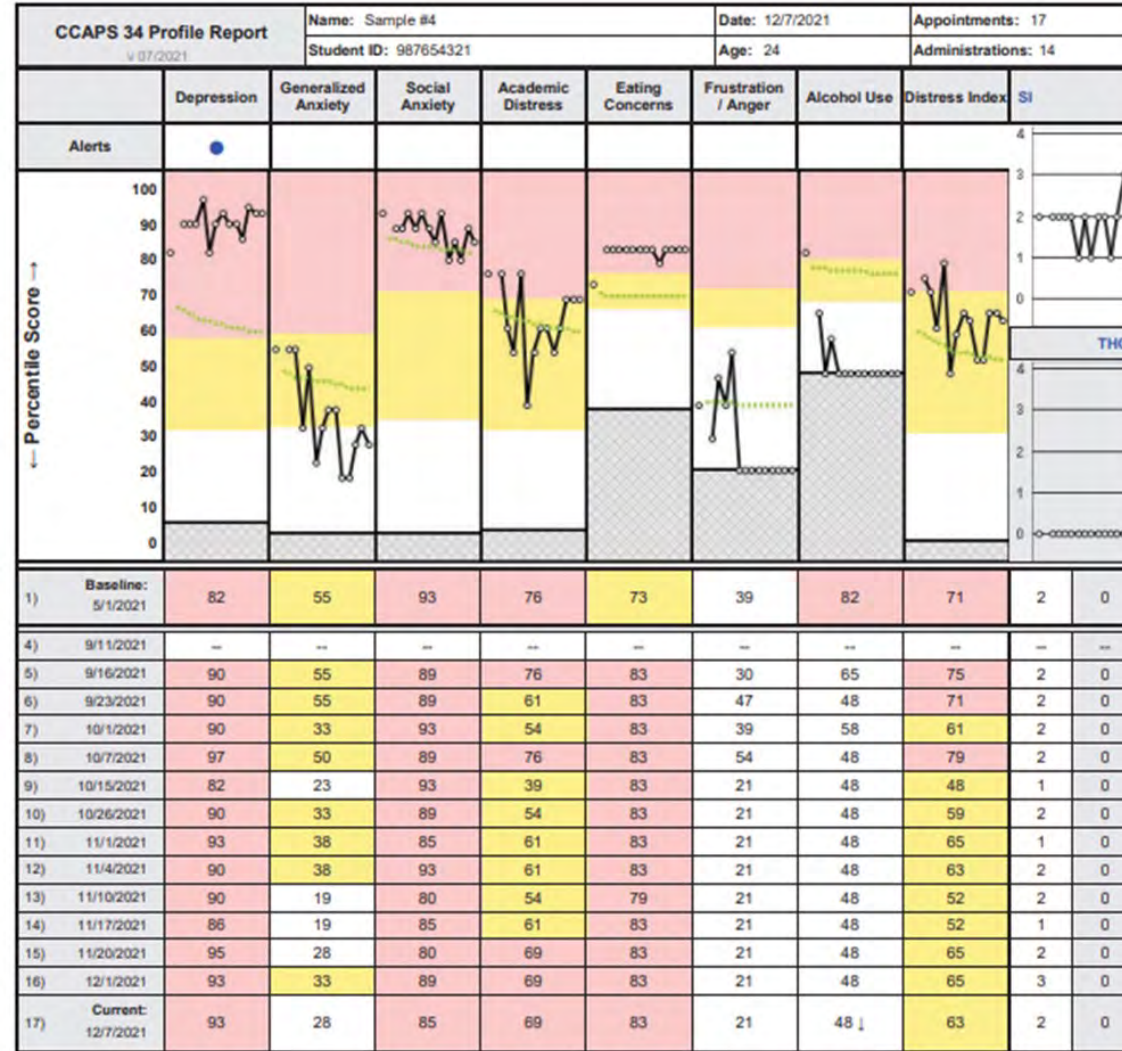 CCAPS 34 Profile Report
v 07/2021
Name: Sample #4
Date: 12/7/2021
Appointments: 17
Student ID: 987654321
Age: 24
Administrations: 14
Depression
Generalized
Anxiety
Social
Anxiety
Academic
Distress
Eating
Concerns
Frustration
/ Anger
Alcohol Use
Distress Index
SI
Alerts
← Percentile Score →
100
90
80
70
60
50
40
30
20
10
0
4
3
2
1
0
THO
4
3
2
1
0
1) Baseline: 5/1/2021 82 55 93 76 73 39 82 71 2 0
4) 9/11/2021 -- -- -- -- -- -- -- -- -- --
5) 9/16/2021 90 55 89 76 83 30 65 75 2 0
6) 9/23/2021 90 55 89 61 83 47 48 71 2 0
7) 10/1/2021 90 33 93 54 83 39 58 61 2 0
8) 10/7/2021 97 50 89 76 83 54 48 79 2 0
9) 10/15/2021 82 23 93 39 83 21 48 48 1 0
10) 10/26/2021 90 33 89 54 83 21 48 59 2 0
11) 11/1/2021 93 38 85 61 83 21 48 65 1 0
12) 11/4/2021 90 38 93 61 83 21 48 63 2 0
13) 11/10/2021 90 19 80 54 79 21 48 52 2 0
14) 11/17/2021 86 19 85 61 83 21 48 52 1 0
15) 11/20/2021 95 28 80 69 83 21 48 65 2 0
16) 12/1/2021 93 33 89 69 83 21 48 65 3 0
17) Current: 12/7/2021 93 28 85 69 83 21 48 ↓ 63 2 0